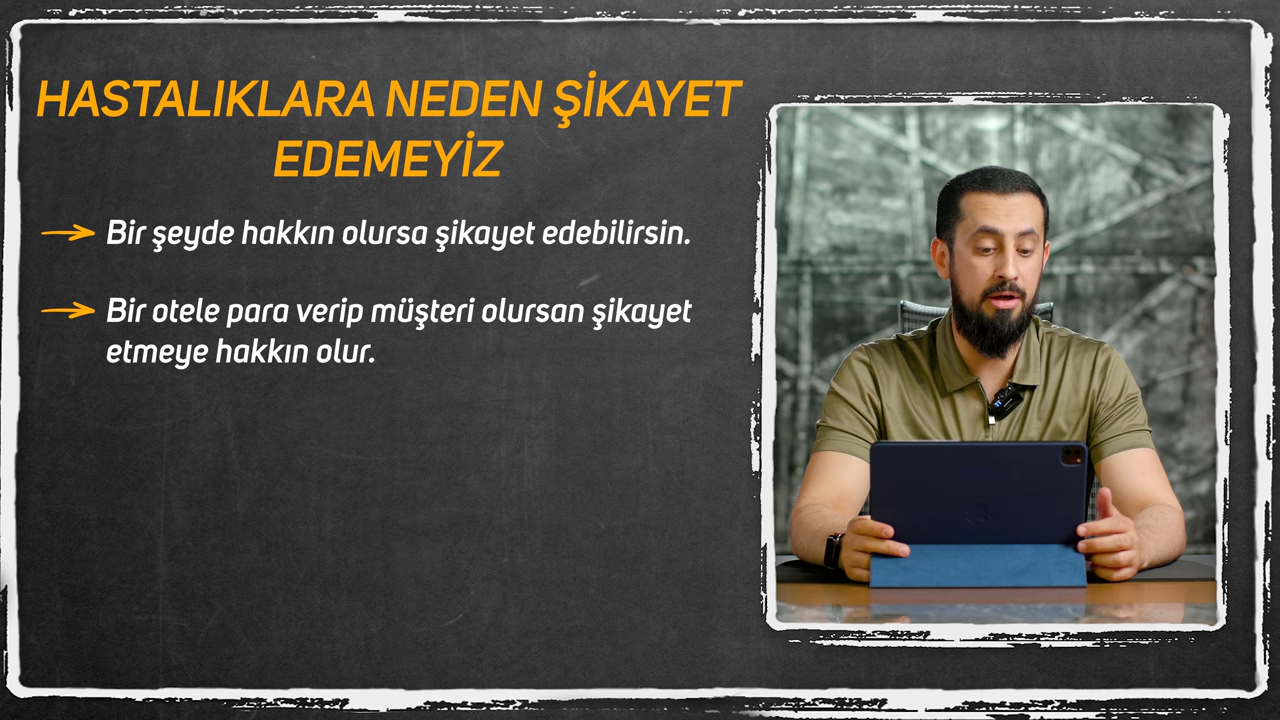 HASTALIKLARA NEDEN ŞİKAYET
EDEMEYİZ
Bir şeyde hakkın olursa şikayet edebilirsin.
Bir otele para verip müşteri olursan şikayet
etmeye hakkın olur.